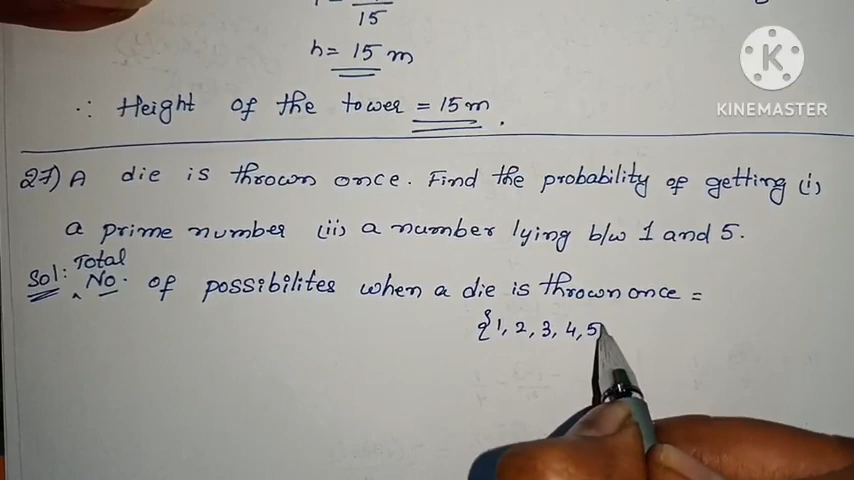 15
h = 15 m
∴ Height of the tower = 15 m.
K
KINEMASTER
27) A die is thrown once. Find the probability of getting (i)
a prime number (ii) a number lying b/w 1 and 5.
Sol: Total No. of possibilites when a die is thrown once =
{1, 2, 3, 4, 5